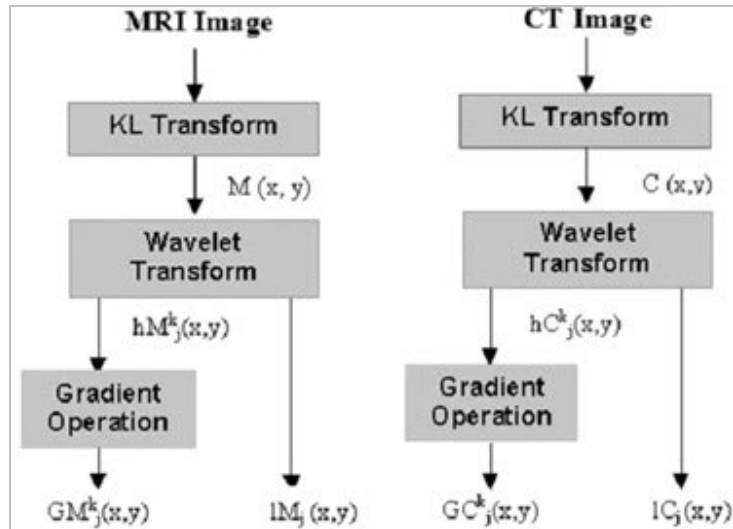 MRI Image
KL Transform
M (x, y)
Wavelet
Transform
hM^k_j(x,y)
Gradient
Operation
GM^k_j(x,y)
lM_j (x,y)
CT Image
KL Transform
C (x,y)
Wavelet
Transform
hC^k_j(x,y)
Gradient
Operation
GC^k_j(x,y)
lC_j(x,y)